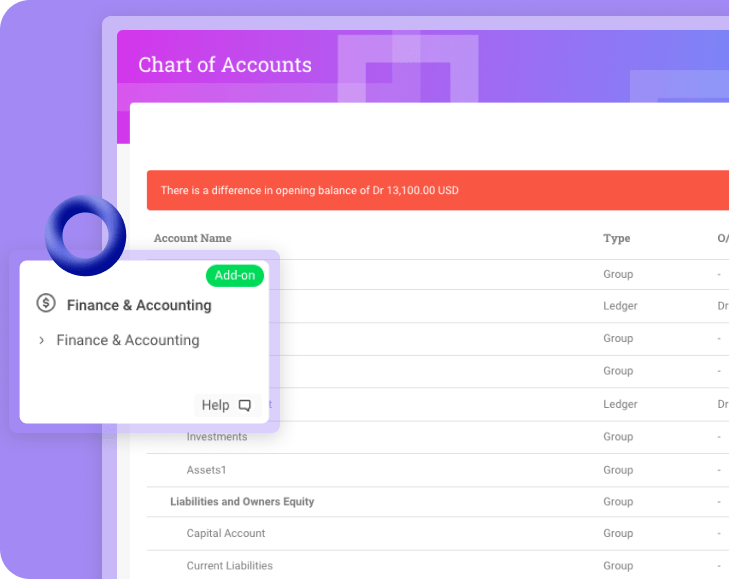 Chart of Accounts
There is a difference in opening balance of Dr 13,100.00 USD
Account Name Type O/
Group -
Ledger Dr
Group -
Group -
Ledger Dr
Investments Group -
Assets1 Group -
Liabilities and Owners Equity Group -
Capital Account Group -
Current Liabilities Group -
Add-on
Finance & Accounting
Finance & Accounting
Help